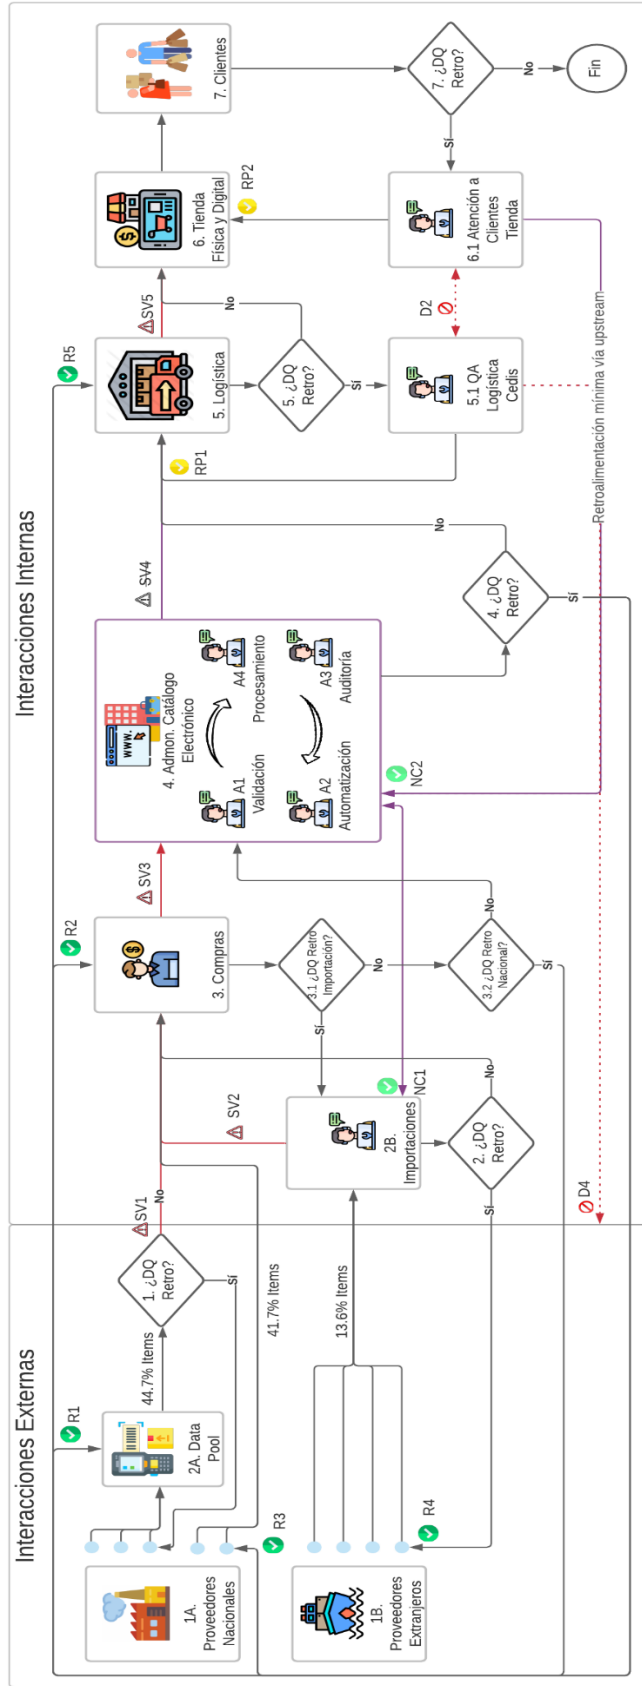 Interacciones Externas
Interacciones Internas
1A.
Proveedores
Nacionales
1B.
Proveedores
Extranjeros
R3
R4
R1
2A. Data
Pool
44.7% Items
1. ¿DQ
Retro?
Sí
No
SV1
41.7% Items
13.6% Items
SV2
2B.
Importaciones
NC1
2. ¿DQ
Retro?
Sí
No
D4
R2
3. Compras
3.1 ¿DQ Retro
Importación?
Sí
No
3.2 ¿DQ Retro
Nacional?
No
Sí
SV3
4. Admon. Catálogo
Electrónico
A1
Validación
A4
Procesamiento
A2
Automatización
A3
Auditoría
NC2
SV4
4. ¿DQ
Retro?
No
Sí
R5
RP1
5. Logística
5. ¿DQ
Retro?
No
Sí
5.1 QA
Logística
Cedis
SV5
D2
6. Tienda
Física y Digital
RP2
6.1 Atención a
Clientes
Tienda
Retroalimentación mínima vía upstream
7. Clientes
7. ¿DQ
Retro?
Sí
No
Fin